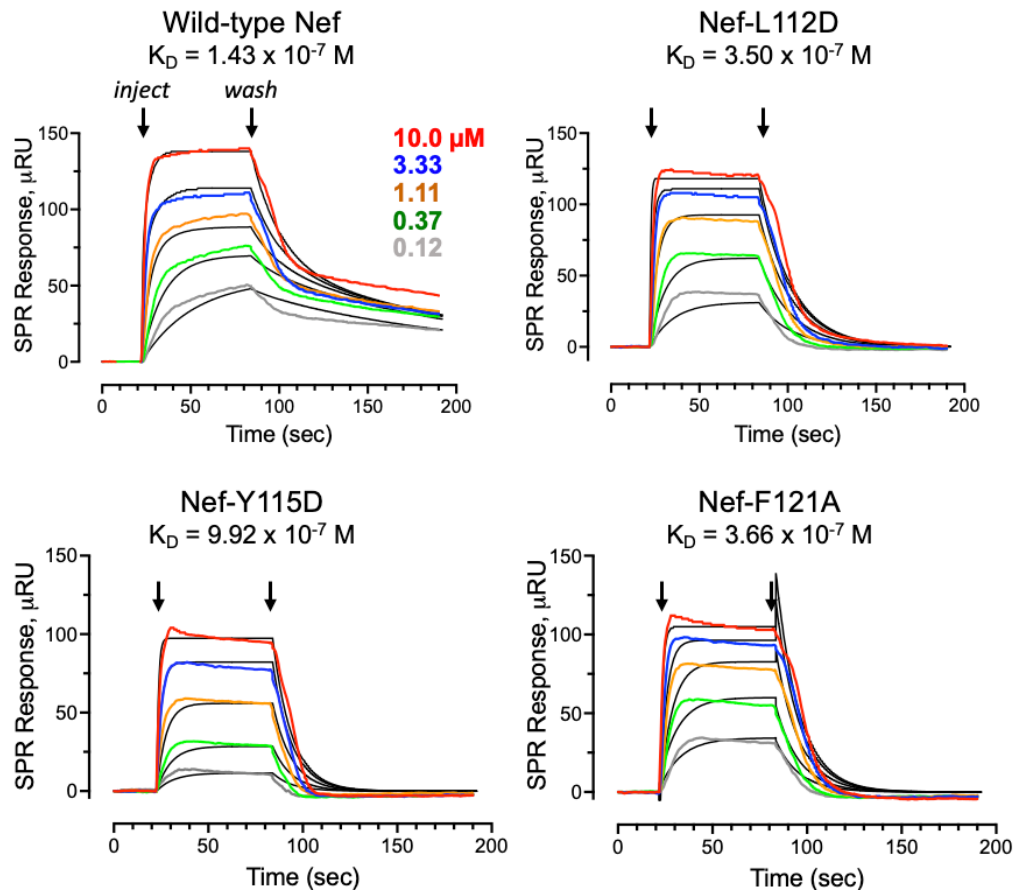 Wild-type Nef
K_D = 1.43 x 10⁻⁷ M
inject wash
10.0 µM
3.33
1.11
0.37
0.12
150
100
50
0
SPR Response, µRU
0 50 100 150 200
Time (sec)
Nef-L112D
K_D = 3.50 x 10⁻⁷ M
150
100
50
0
SPR Response, µRU
0 50 100 150 200
Time (sec)
Nef-Y115D
K_D = 9.92 x 10⁻⁷ M
150
100
50
0
SPR Response, µRU
0 50 100 150 200
Time (sec)
Nef-F121A
K_D = 3.66 x 10⁻⁷ M
150
100
50
0
SPR Response, µRU
0 50 100 150 200
Time (sec)